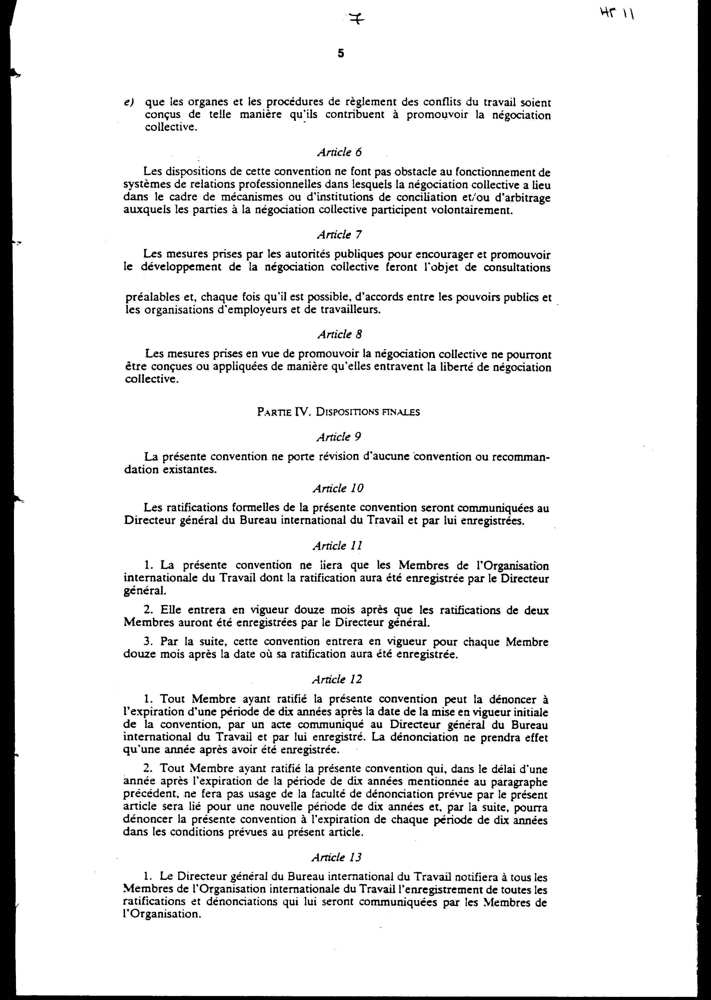 7
5
e) que les organes et les procédures de règlement des conflits du travail soient
conçus de telle manière qu'ils contribuent à promouvoir la négociation
collective.
Article 6
Les dispositions de cette convention ne font pas obstacle au fonctionnement de
systèmes de relations professionnelles dans lesquels la négociation collective a lieu
dans le cadre de mécanismes ou d'institutions de conciliation et/ou d'arbitrage
auxquels les parties à la négociation collective participent volontairement.
Article 7
Les mesures prises par les autorités publiques pour encourager et promouvoir
le développement de la négociation collective feront l'objet de consultations
préalables et, chaque fois qu'il est possible, d'accords entre les pouvoirs publics et
les organisations d'employeurs et de travailleurs.
Article 8
Les mesures prises en vue de promouvoir la négociation collective ne pourront
être conçues ou appliquées de manière qu'elles entravent la liberté de négociation
collective.
PARTIE IV. DISPOSITIONS FINALES
Article 9
La présente convention ne porte révision d'aucune convention ou recomman-
dation existantes.
Article 10
Les ratifications formelles de la présente convention seront communiquées au
Directeur général du Bureau international du Travail et par lui enregistrées.
Article 11
1. La présente convention ne liera que les Membres de l'Organisation
internationale du Travail dont la ratification aura été enregistrée par le Directeur
général.
2. Elle entrera en vigueur douze mois après que les ratifications de deux
Membres auront été enregistrées par le Directeur général.
3. Par la suite, cette convention entrera en vigueur pour chaque Membre
douze mois après la date où sa ratification aura été enregistrée.
Article 12
1. Tout Membre ayant ratifié la présente convention peut la dénoncer à
l'expiration d'une période de dix années après la date de la mise en vigueur initiale
de la convention, par un acte communiqué au Directeur général du Bureau
international du Travail et par lui enregistré. La dénonciation ne prendra effet
qu'une année après avoir été enregistrée.
2. Tout Membre ayant ratifié la présente convention qui, dans le délai d'une
année après l'expiration de la période de dix années mentionnée au paragraphe
précédent, ne fera pas usage de la faculté de dénonciation prévue par le présent
article sera lié pour une nouvelle période de dix années et, par la suite, pourra
dénoncer la présente convention à l'expiration de chaque période de dix années
dans les conditions prévues au présent article.
Article 13
1. Le Directeur général du Bureau international du Travail notifiera à tous les
Membres de l'Organisation internationale du Travail l'enregistrement de toutes les
ratifications et dénonciations qui lui seront communiquées par les Membres de
l'Organisation.